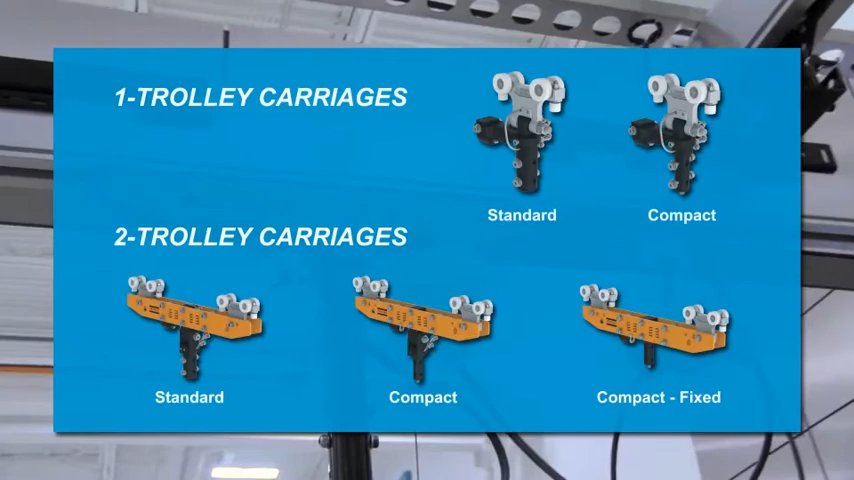 1-TROLLEY CARRIAGES
Standard
Compact
2-TROLLEY CARRIAGES
Standard
Compact
Compact - Fixed